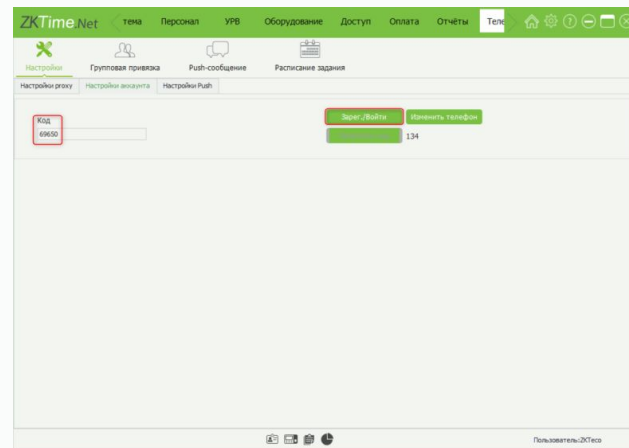 ZKTime.Net тема Персонал УРВ Оборудование Доступ Оплата Отчёты Теле
Настройки Групповая привязка Push-сообщение Расписание задания
Настройки proxy Настройки аккаунта Настройки Push
Код
69650
Зарег./Войти Изменить телефон
134
Пользователь:ZKTeco